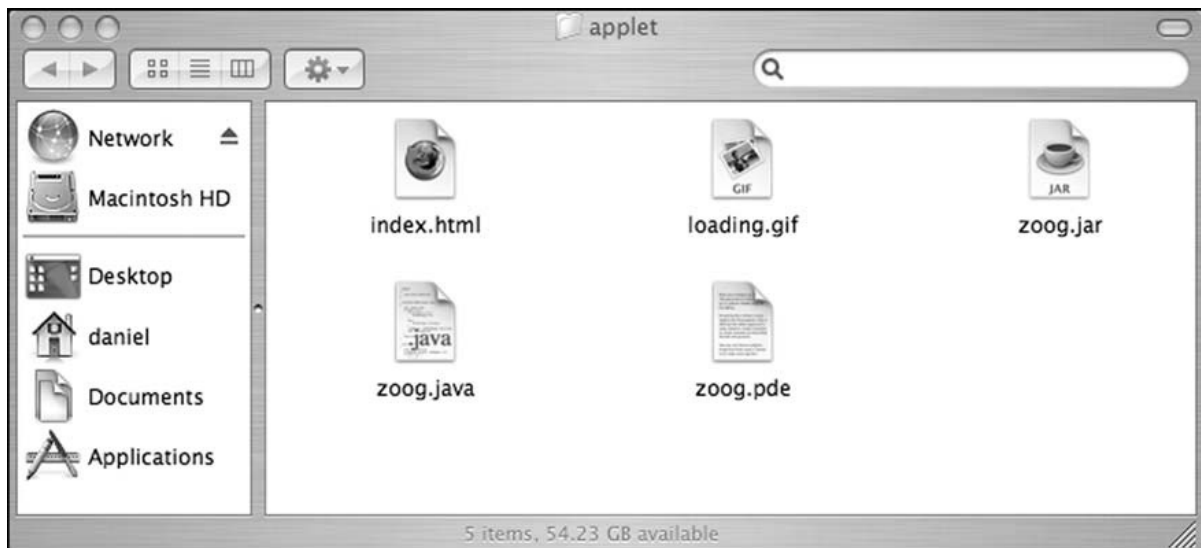 applet
Network
Macintosh HD
Desktop
daniel
Documents
Applications
index.html
GIF
loading.gif
JAR
zoog.jar
.java
zoog.java
zoog.pde
5 items, 54.23 GB available